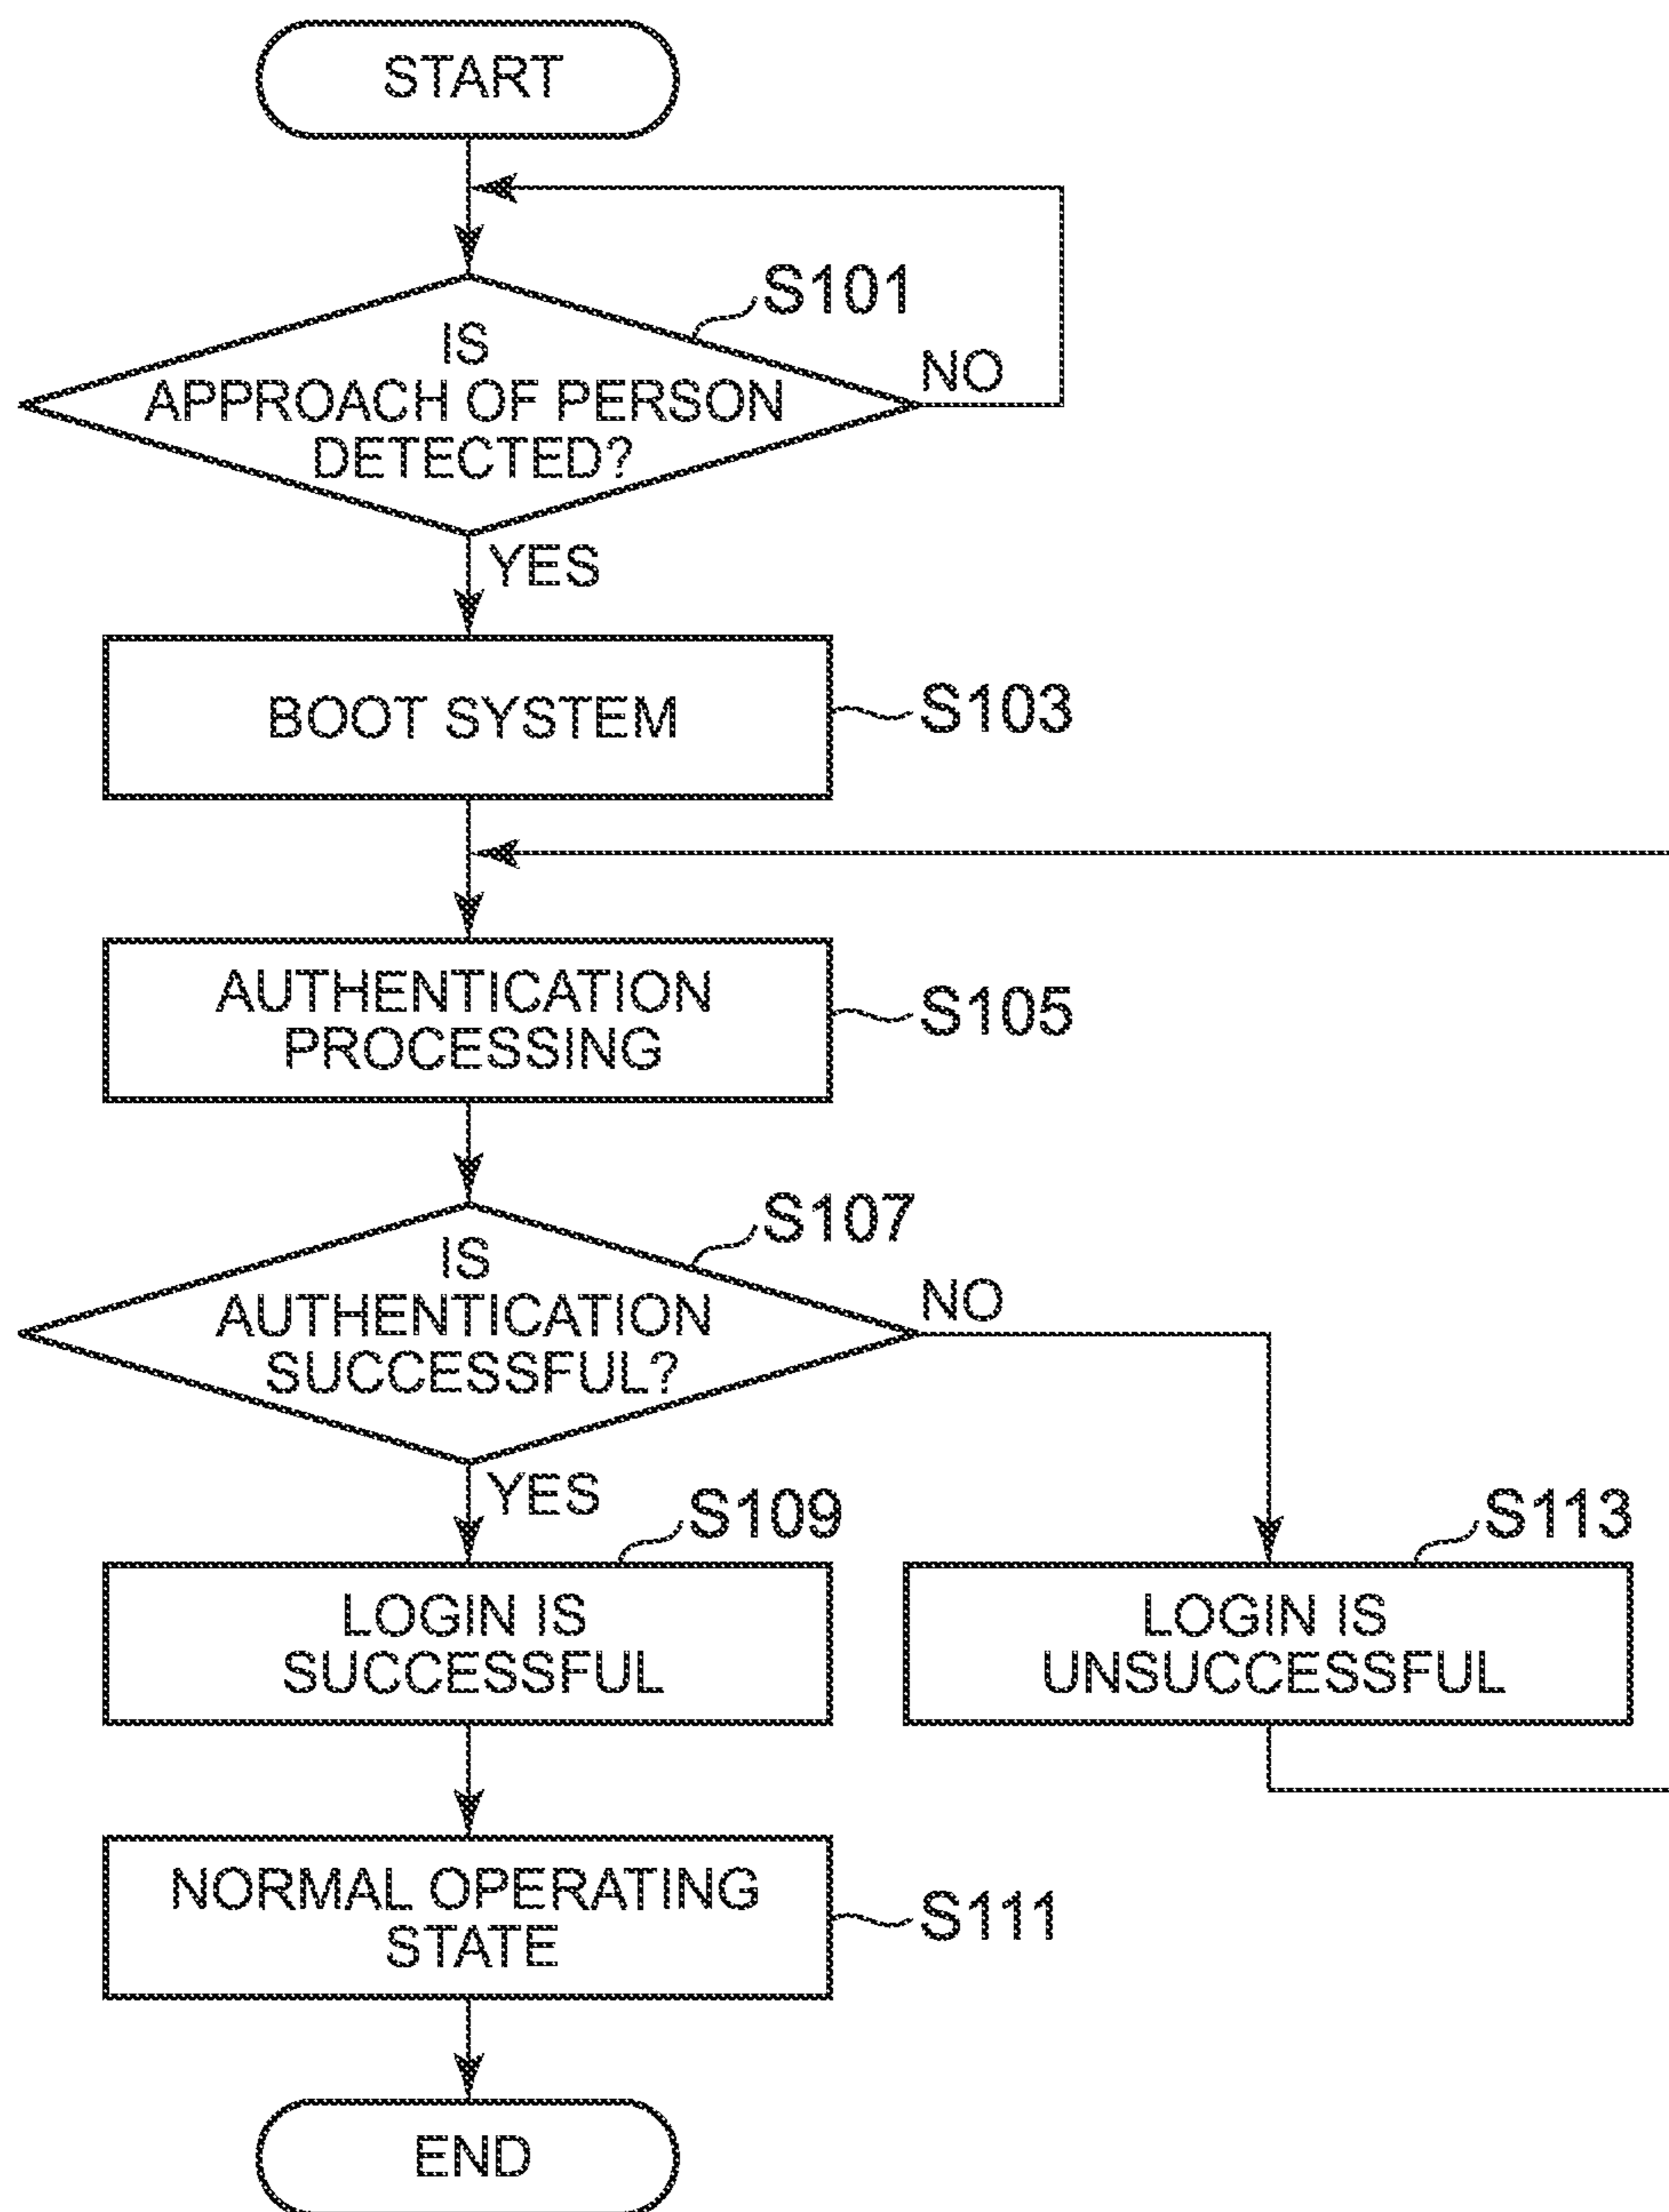 START
S101
IS
APPROACH OF PERSON
DETECTED?
NO
YES
BOOT SYSTEM
S103
AUTHENTICATION
PROCESSING
S105
S107
IS
AUTHENTICATION
SUCCESSFUL?
NO
YES
S109
LOGIN IS
SUCCESSFUL
S113
LOGIN IS
UNSUCCESSFUL
NORMAL OPERATING
STATE
S111
END